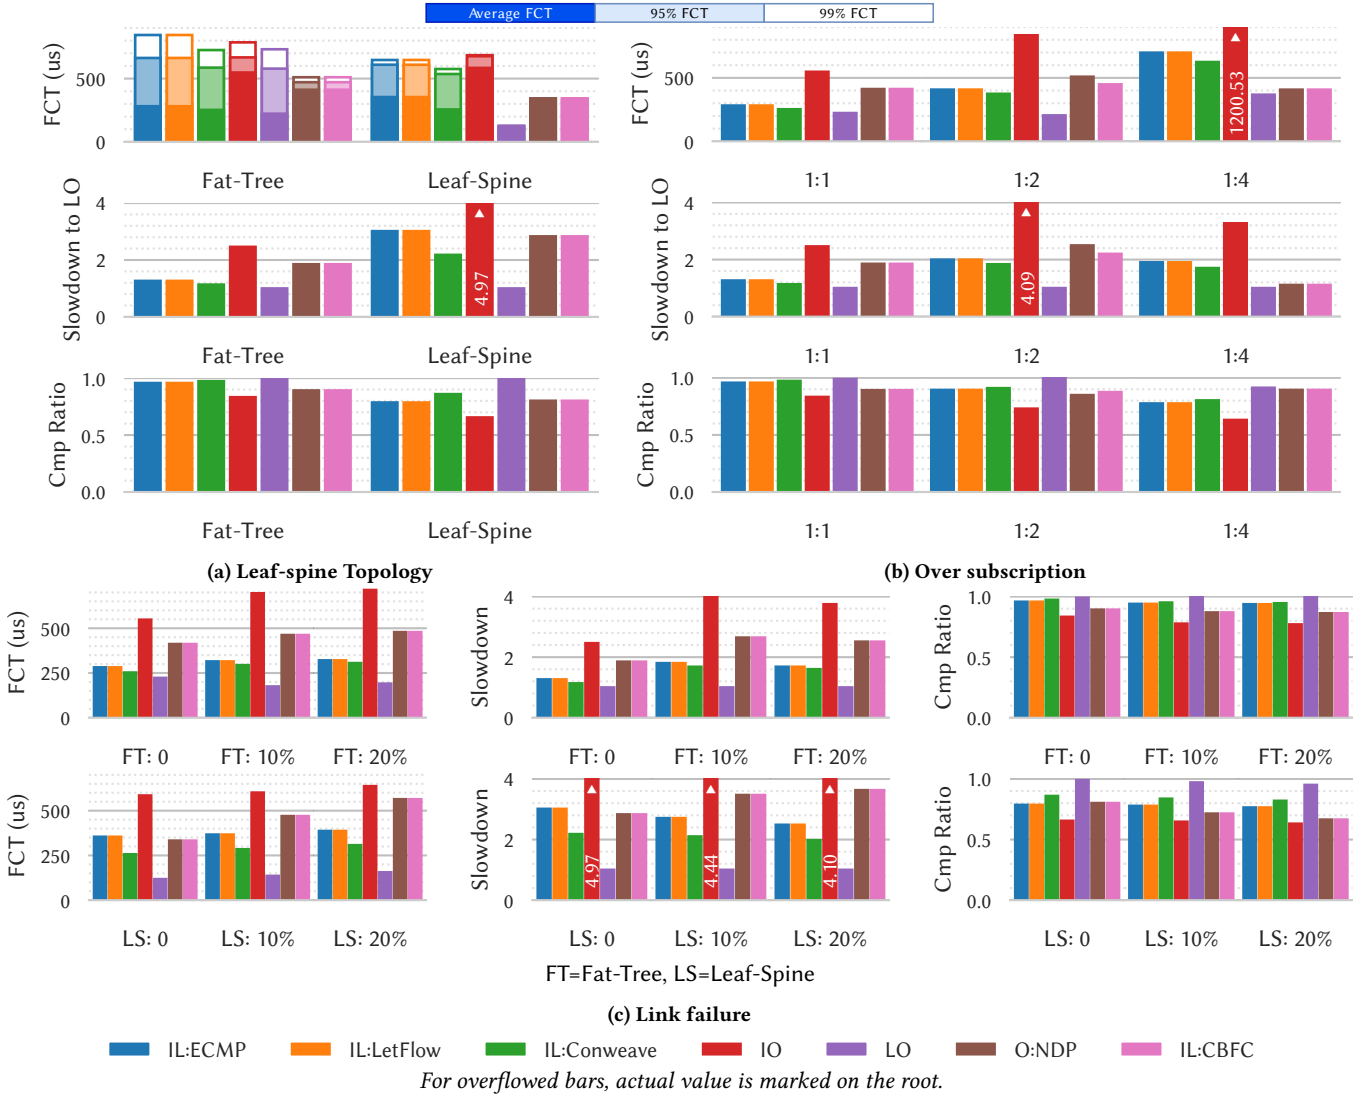 Average FCT 95% FCT 99% FCT
FCT (us)
500
0
Fat-Tree Leaf-Spine
Slowdown to LO
4
2
0
4.97
Fat-Tree Leaf-Spine
Cmp Ratio
1.0
0.5
0.0
Fat-Tree Leaf-Spine
(a) Leaf-spine Topology
FCT (us)
500
0
1200.53
1:1 1:2 1:4
4
2
0
4.09
1:1 1:2 1:4
Cmp Ratio
1.0
0.5
0.0
1:1 1:2 1:4
(b) Over subscription
FCT (us)
500
250
0
FT: 0 FT: 10% FT: 20%
Slowdown
4
2
0
FT: 0 FT: 10% FT: 20%
Cmp Ratio
1.0
0.5
0.0
FT: 0 FT: 10% FT: 20%
FCT (us)
500
250
0
LS: 0 LS: 10% LS: 20%
Slowdown
4
2
0
4.97 4.44 4.10
LS: 0 LS: 10% LS: 20%
Cmp Ratio
1.0
0.5
0.0
LS: 0 LS: 10% LS: 20%
FT=Fat-Tree, LS=Leaf-Spine
(c) Link failure
IL:ECMP IL:LetFlow IL:Conweave IO LO O:NDP IL:CBFC
For overflowed bars, actual value is marked on the root.